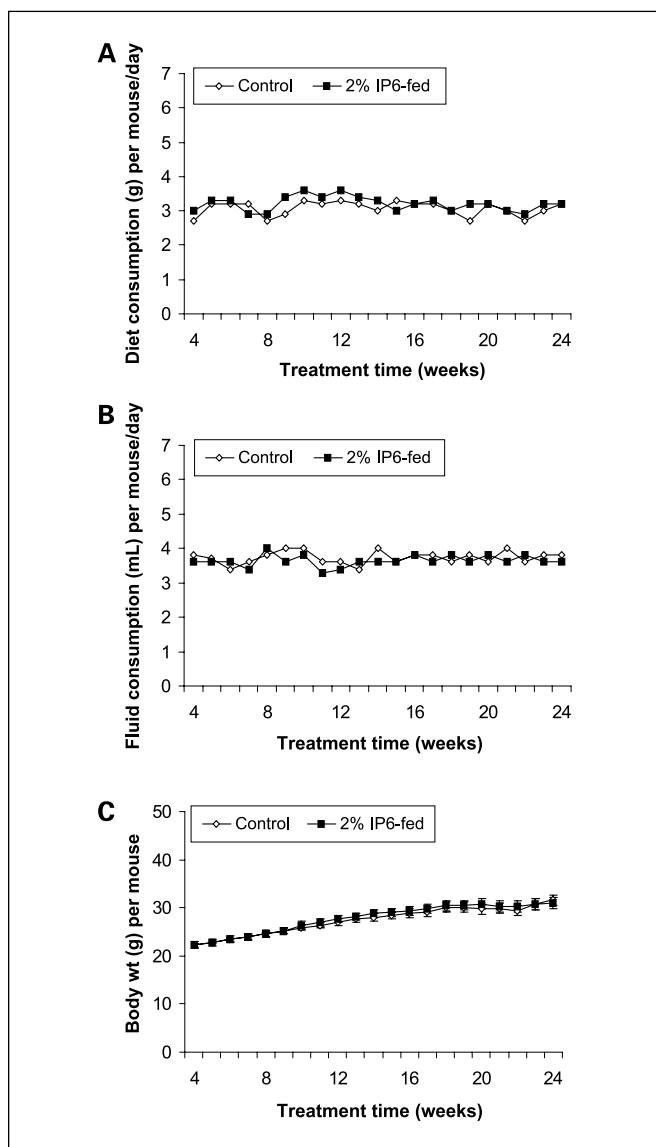 A
Diet consumption (g) per mouse/day
Control 2% IP6-fed
7
6
5
4
3
2
1
0
4 8 12 16 20 24
Treatment time (weeks)
B
Fluid consumption (mL) per mouse/day
Control 2% IP6-fed
7
6
5
4
3
2
1
0
4 8 12 16 20 24
Treatment time (weeks)
C
Body wt (g) per mouse
Control 2% IP6-fed
50
40
30
20
10
0
4 8 12 16 20 24
Treatment time (weeks)